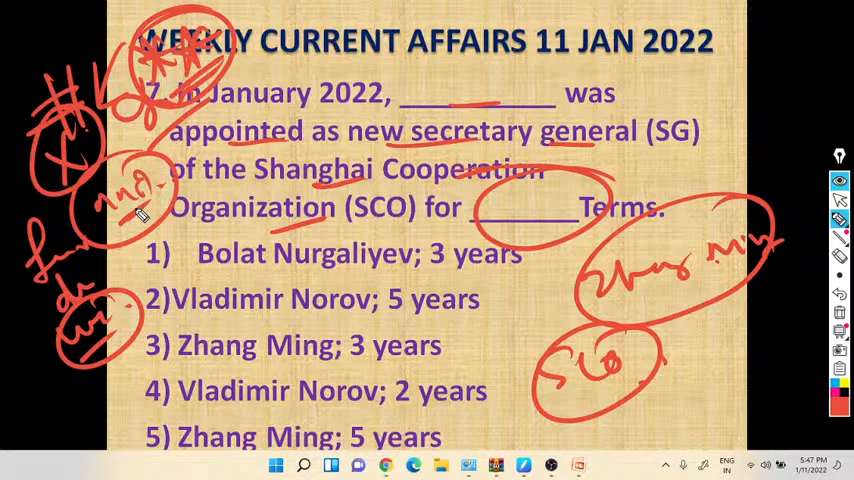 WEEKLY CURRENT AFFAIRS 11 JAN 2022
7. In January 2022, __________ was
appointed as new secretary general (SG)
of the Shanghai Cooperation
Organization (SCO) for _______Terms.
1) Bolat Nurgaliyev; 3 years
2)Vladimir Norov; 5 years
3) Zhang Ming; 3 years
4) Vladimir Norov; 2 years
5) Zhang Ming; 5 years
Zhang Ming
SCO
ENG
IN
5:47 PM
1/11/2022